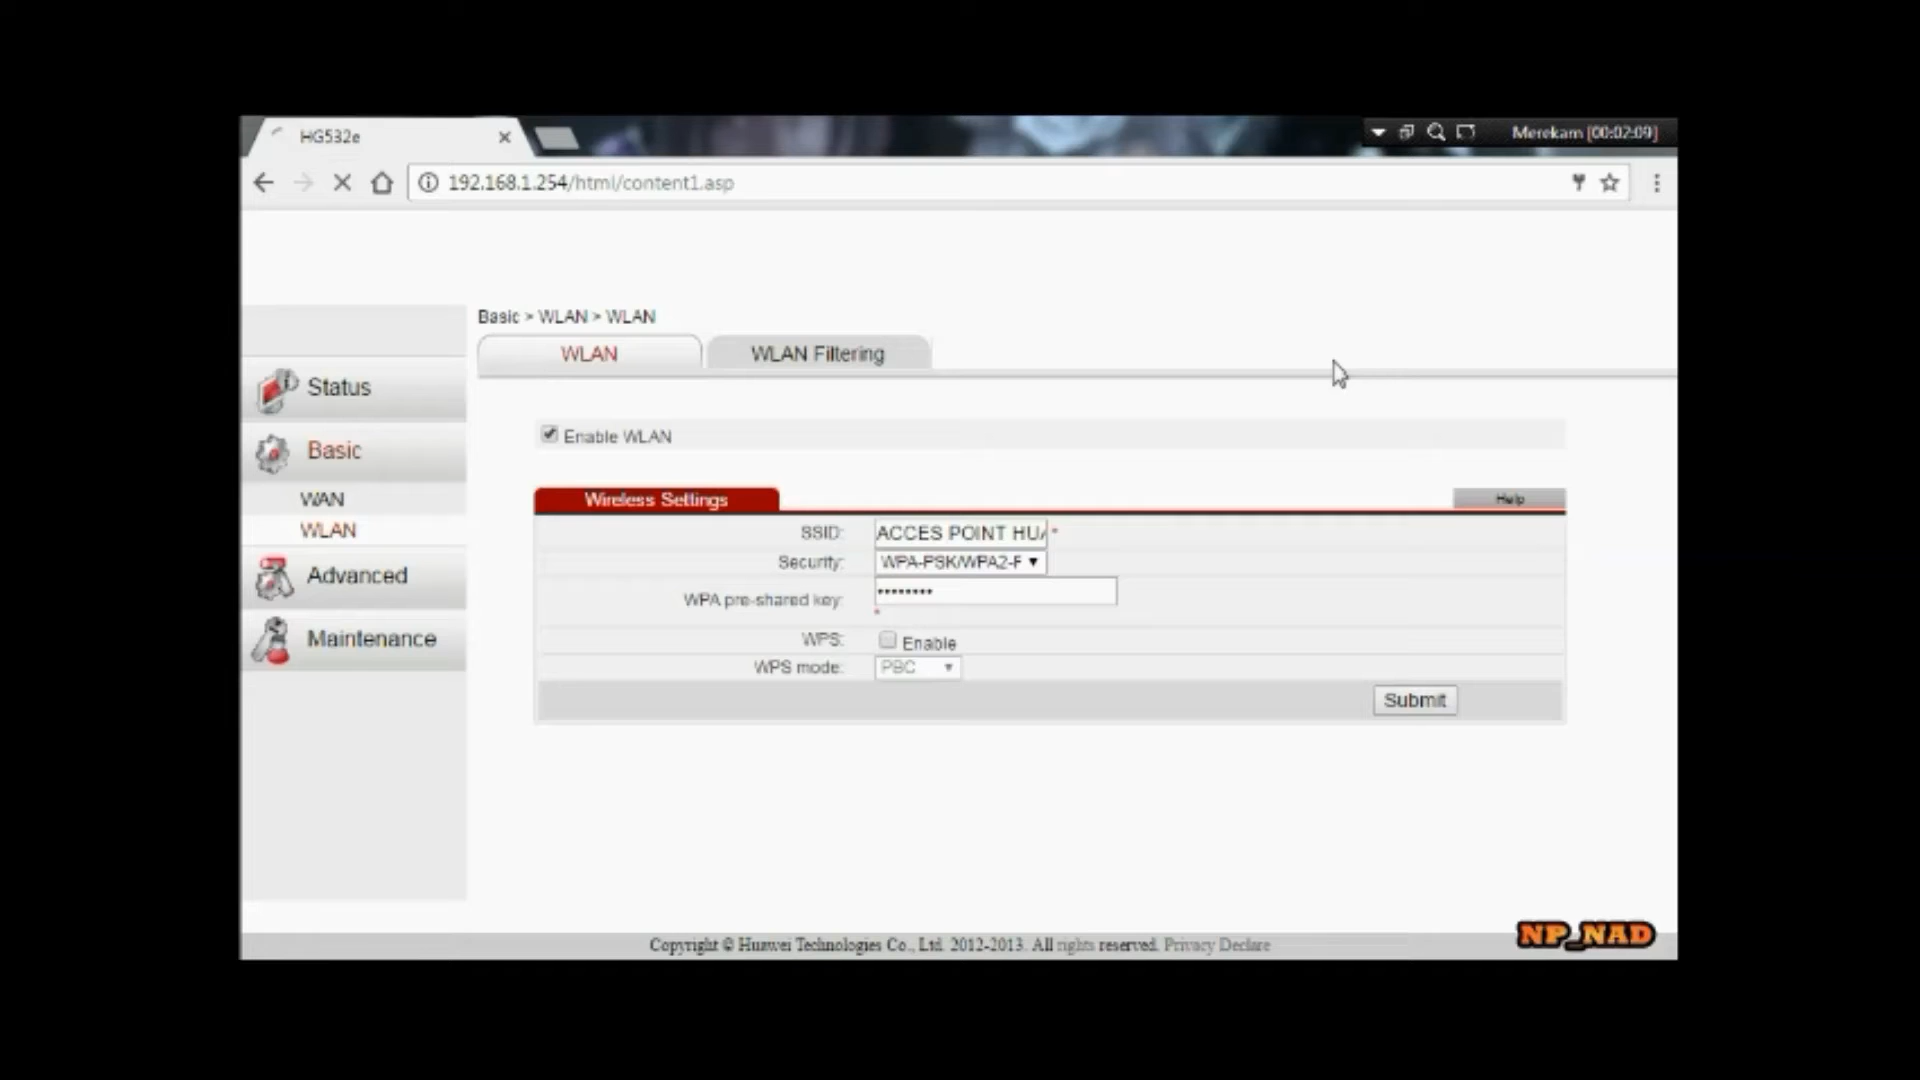 HG532e
Merekam [00:02:09]
192.168.1.254/html/content1.asp
Basic > WLAN > WLAN
WLAN
WLAN Filtering
Status
Basic
WAN
WLAN
Advanced
Maintenance
Enable WLAN
Wireless Settings
Help
SSID:
ACCES POINT HUA
*
Security:
WPA-PSK/WPA2-F
WPA pre-shared key:
••••••••
*
WPS:
Enable
WPS mode:
PBC
Submit
Copyright © Huawei Technologies Co., Ltd. 2012-2013. All rights reserved. Privacy Declare
NP_NAD